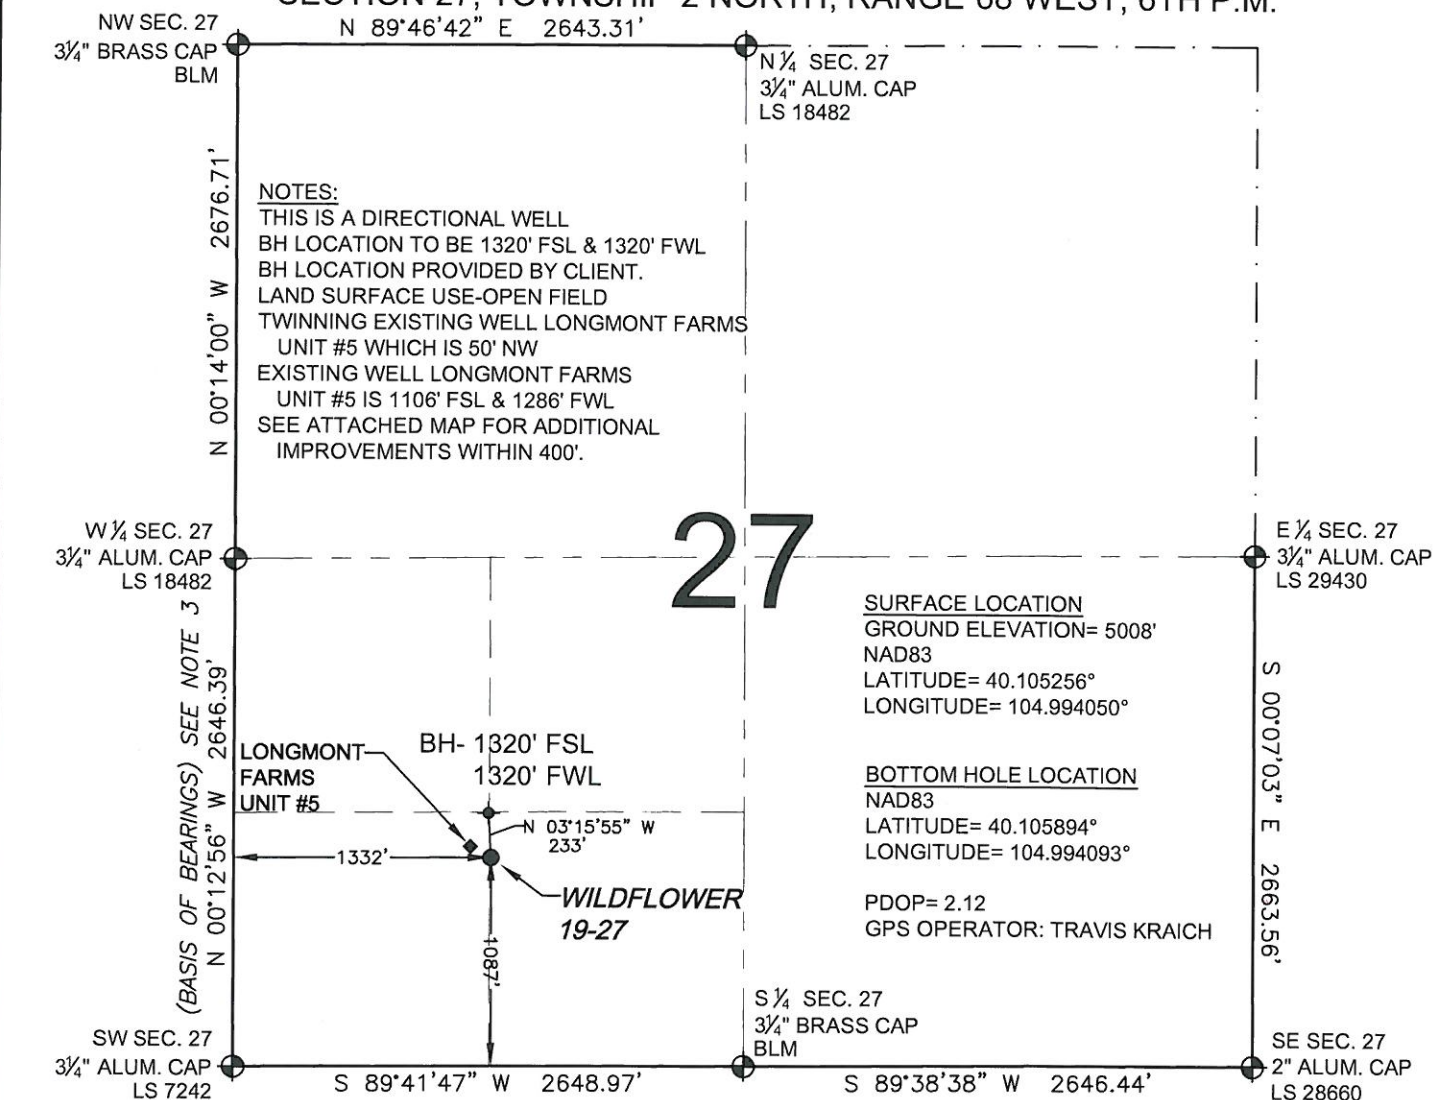 SECTION 27, TOWNSHIP 2 NORTH, RANGE 68 WEST, 6TH P.M.
NW SEC. 27
3¼" BRASS CAP
BLM
N 89°46'42" E 2643.31'
N ¼ SEC. 27
3¼" ALUM. CAP
LS 18482
N 00°14'00" W 2676.71'
NOTES:
THIS IS A DIRECTIONAL WELL
BH LOCATION TO BE 1320' FSL & 1320' FWL
BH LOCATION PROVIDED BY CLIENT.
LAND SURFACE USE-OPEN FIELD
TWINNING EXISTING WELL LONGMONT FARMS
UNIT #5 WHICH IS 50' NW
EXISTING WELL LONGMONT FARMS
UNIT #5 IS 1106' FSL & 1286' FWL
SEE ATTACHED MAP FOR ADDITIONAL
IMPROVEMENTS WITHIN 400'.
W ¼ SEC. 27
3¼" ALUM. CAP
LS 18482
27
E ¼ SEC. 27
3¼" ALUM. CAP
LS 29430
(BASIS OF BEARINGS) SEE NOTE 3
N 00°12'56" W 2646.39'
SURFACE LOCATION
GROUND ELEVATION= 5008'
NAD83
LATITUDE= 40.105256°
LONGITUDE= 104.994050°
BOTTOM HOLE LOCATION
NAD83
LATITUDE= 40.105894°
LONGITUDE= 104.994093°
PDOP= 2.12
GPS OPERATOR: TRAVIS KRAICH
S 00°07'03" E 2663.56'
LONGMONT
FARMS
UNIT #5
BH- 1320' FSL
1320' FWL
N 03°15'55" W
233'
1332'
WILDFLOWER
19-27
1087'
SW SEC. 27
3¼" ALUM. CAP
LS 7242
S 89°41'47" W 2648.97'
S ¼ SEC. 27
3¼" BRASS CAP
BLM
S 89°38'38" W 2646.44'
SE SEC. 27
2" ALUM. CAP
LS 28660